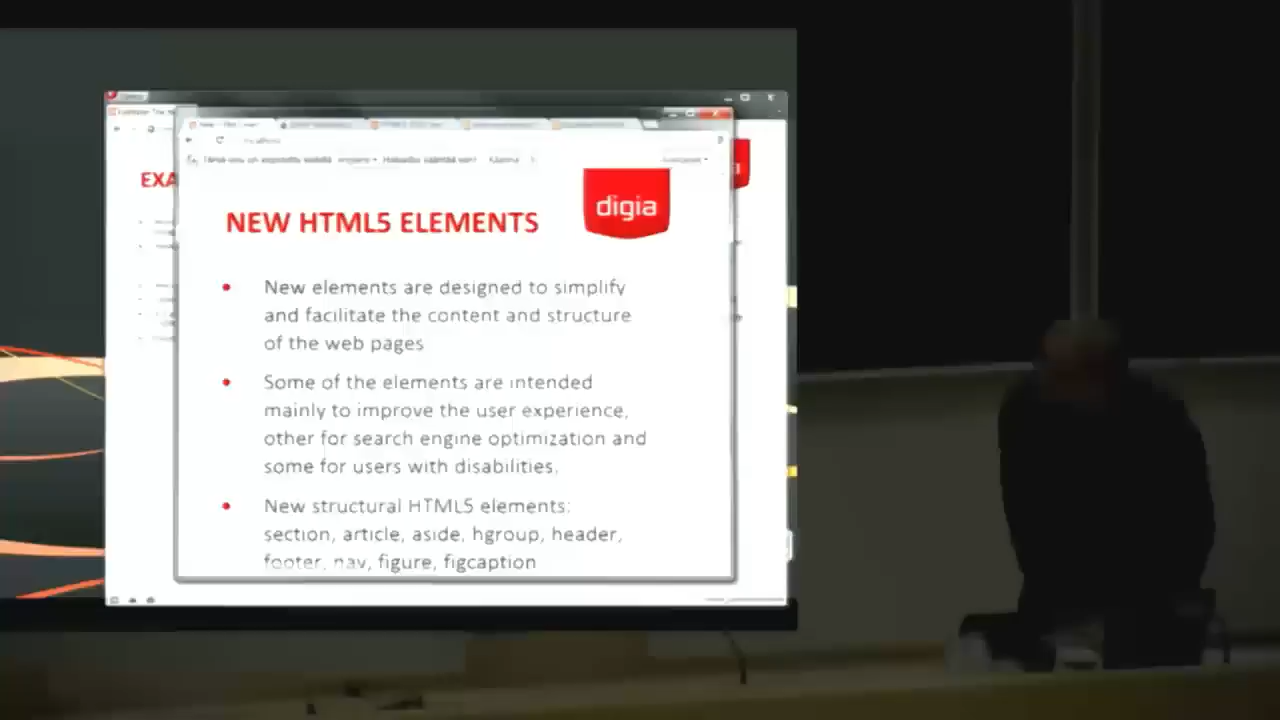 EXA
digia
NEW HTML5 ELEMENTS
New elements are designed to simplify
and facilitate the content and structure
of the web pages
Some of the elements are intended
mainly to improve the user experience,
other for search engine optimization and
some for users with disabilities.
New structural HTML5 elements:
section, article, aside, hgroup, header,
footer, nav, figure, figcaption